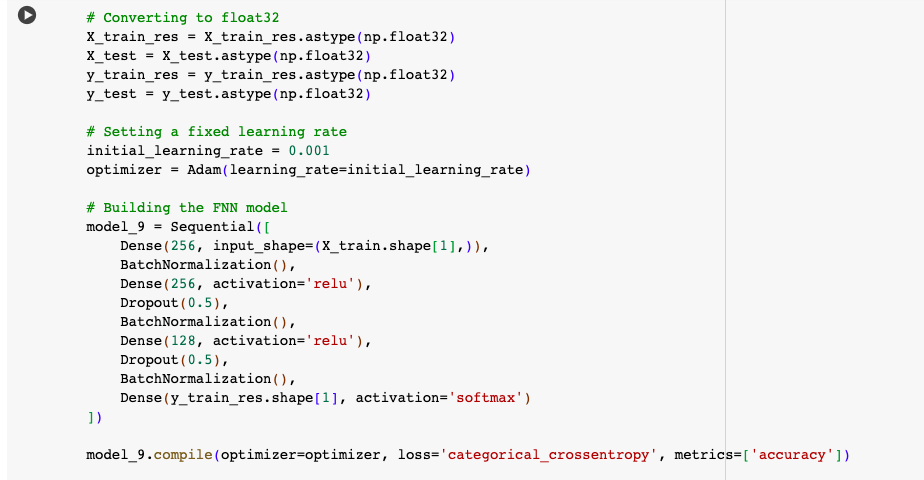 # Converting to float32
X_train_res = X_train_res.astype(np.float32)
X_test = X_test.astype(np.float32)
y_train_res = y_train_res.astype(np.float32)
y_test = y_test.astype(np.float32)

# Setting a fixed learning rate
initial_learning_rate = 0.001
optimizer = Adam(learning_rate=initial_learning_rate)

# Building the FNN model
model_9 = Sequential([
    Dense(256, input_shape=(X_train.shape[1],)),
    BatchNormalization(),
    Dense(256, activation='relu'),
    Dropout(0.5),
    BatchNormalization(),
    Dense(128, activation='relu'),
    Dropout(0.5),
    BatchNormalization(),
    Dense(y_train_res.shape[1], activation='softmax')
])

model_9.compile(optimizer=optimizer, loss='categorical_crossentropy', metrics=['accuracy'])